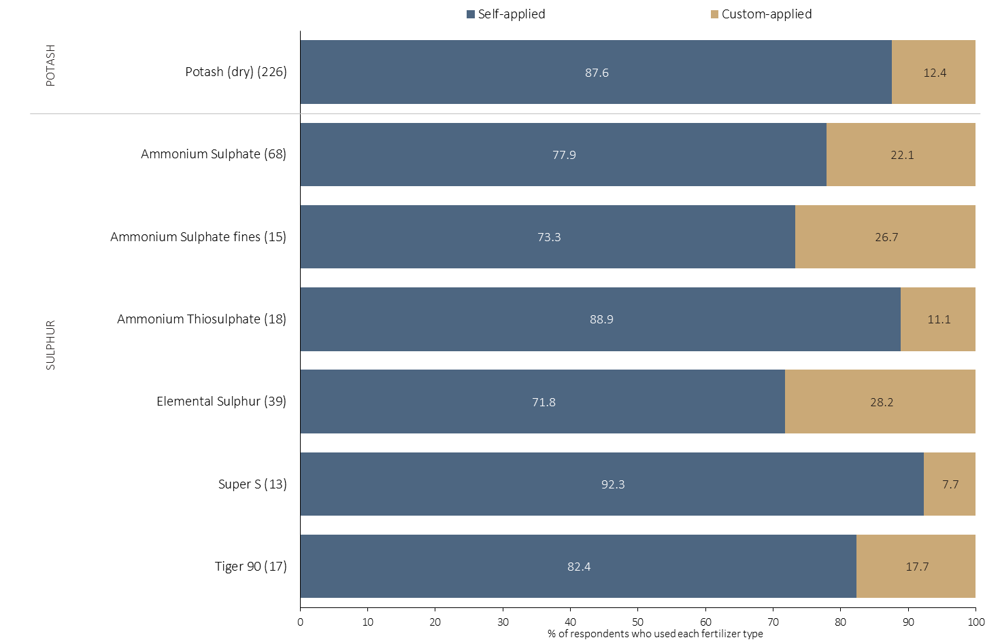 Self-applied Custom-applied
POTASH
Potash (dry) (226) 87.6 12.4
SULPHUR
Ammonium Sulphate (68) 77.9 22.1
Ammonium Sulphate fines (15) 73.3 26.7
Ammonium Thiosulphate (18) 88.9 11.1
Elemental Sulphur (39) 71.8 28.2
Super S (13) 92.3 7.7
Tiger 90 (17) 82.4 17.7
0 10 20 30 40 50 60 70 80 90 100
% of respondents who used each fertilizer type